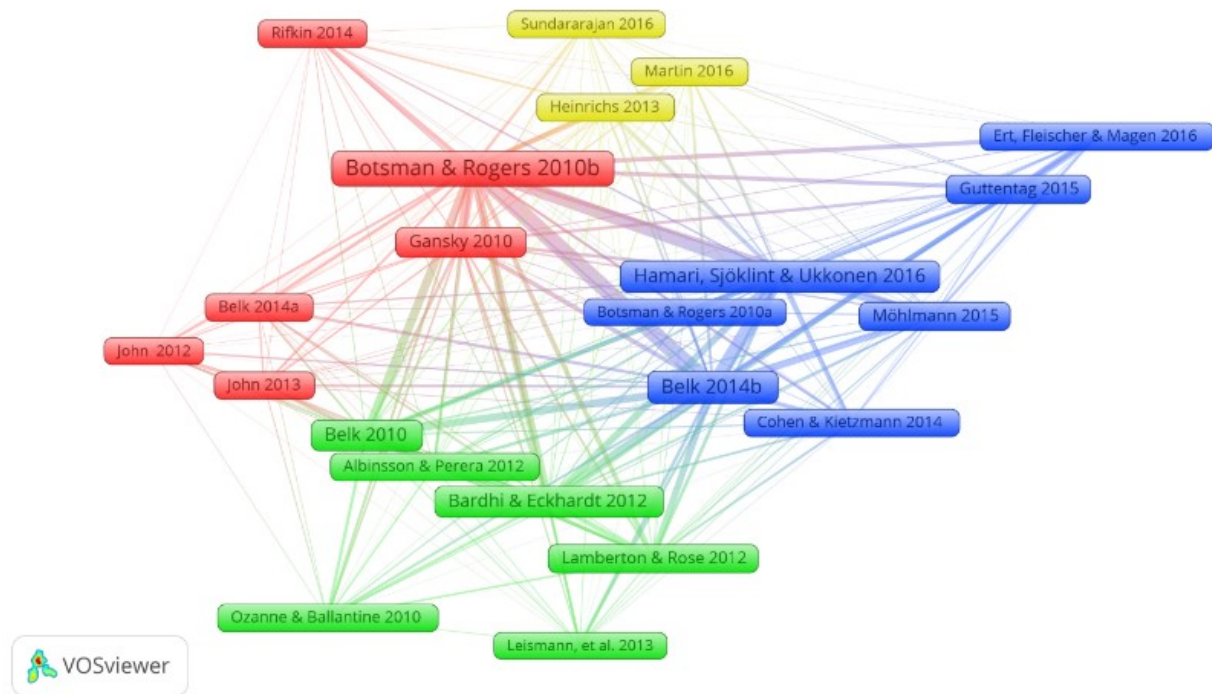 Sundararajan 2016
Rifkin 2014
Martin 2016
Heinrichs 2013
Ert, Fleischer & Magen 2016
Botsman & Rogers 2010b
Guttentag 2015
Gansky 2010
Hamari, Sjöklint & Ukkonen 2016
Belk 2014a
Botsman & Rogers 2010a
Möhlmann 2015
John 2012
John 2013
Belk 2014b
Cohen & Kietzmann 2014
Belk 2010
Albinsson & Perera 2012
Bardhi & Eckhardt 2012
Lamberton & Rose 2012
Ozanne & Ballantine 2010
Leismann, et al. 2013
VOSviewer